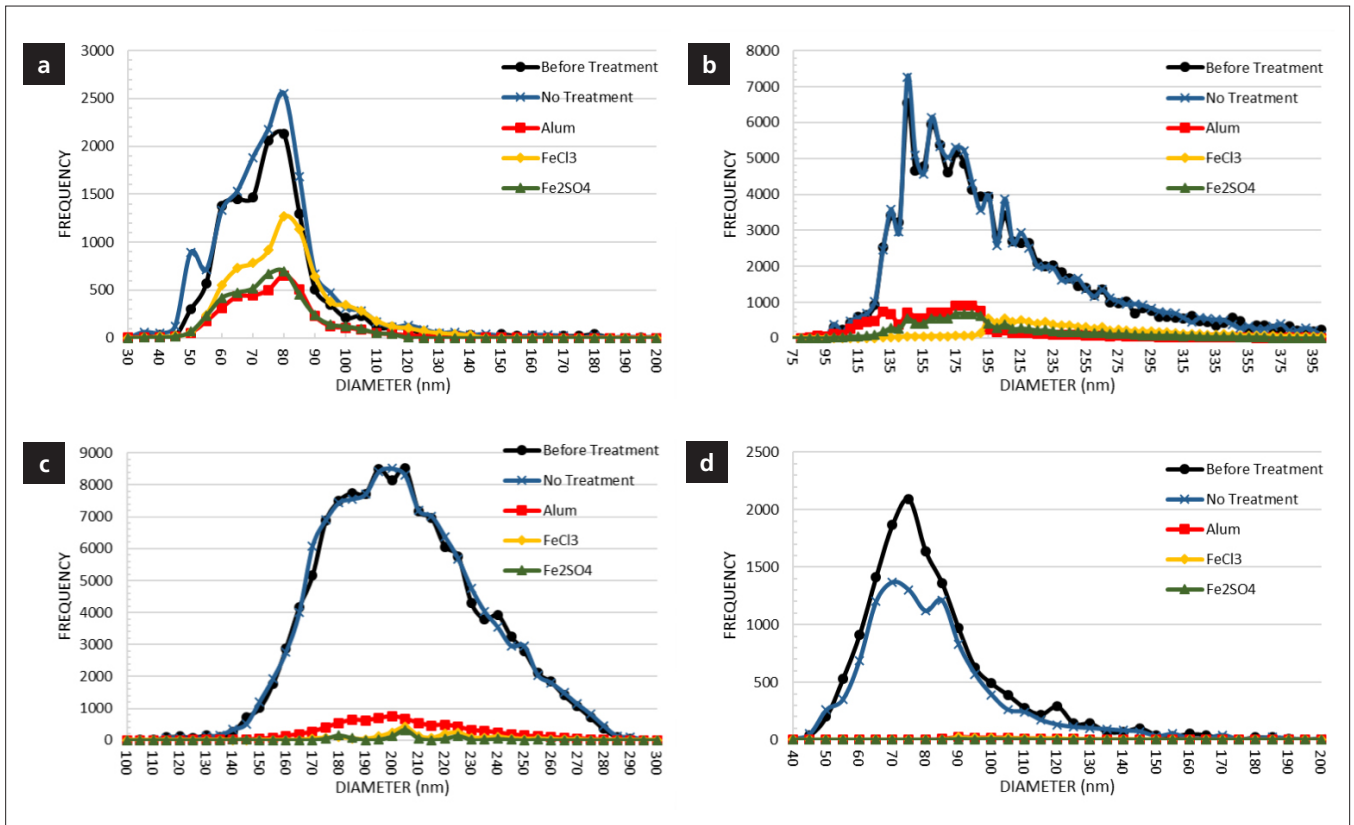 a
3000
2500
2000
1500
1000
500
0
FREQUENCY
30 40 50 60 70 80 90 100 110 120 130 140 150 160 170 180 190 200
DIAMETER (nm)
Before Treatment
No Treatment
Alum
FeCl3
Fe2SO4
b
8000
7000
6000
5000
4000
3000
2000
1000
0
FREQUENCY
75 95 115 135 155 175 195 215 235 255 275 295 315 335 355 375 395
DIAMETER (nm)
Before Treatment
No Treatment
Alum
FeCl3
Fe2SO4
c
9000
8000
7000
6000
5000
4000
3000
2000
1000
0
FREQUENCY
100 110 120 130 140 150 160 170 180 190 200 210 220 230 240 250 260 270 280 290 300
DIAMETER (nm)
Before Treatment
No Treatment
Alum
FeCl3
Fe2SO4
d
2500
2000
1500
1000
500
0
FREQUENCY
40 50 60 70 80 90 100 110 120 130 140 150 160 170 180 190 200
DIAMETER (nm)
Before Treatment
No Treatment
Alum
FeCl3
Fe2SO4